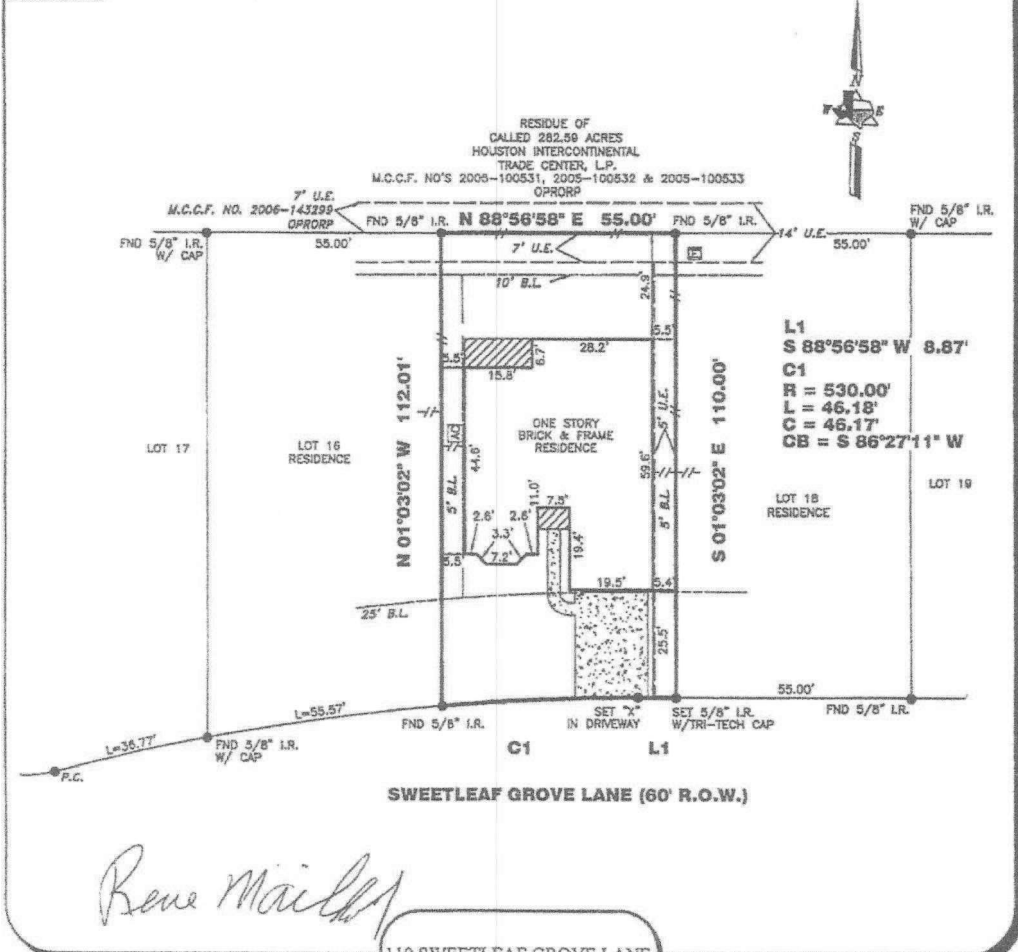 N
W E
S
RESIDUE OF
CALLED 282.59 ACRES
HOUSTON INTERCONTINENTAL
TRADE CENTER, L.P.
M.C.C.F. NO'S 2005-100531, 2005-100532 & 2005-100533
OPRORP
7' U.E.
M.C.C.F. NO. 2006-143299
OPRORP
FND 5/8" I.R. N 88°56'58" E 55.00' FND 5/8" I.R.
FND 5/8" I.R.
W/ CAP
FND 5/8" I.R.
W/ CAP
55.00'
7' U.E.
14' U.E.
55.00'
E
10' B.L.
24.9'
5.5'
28.2'
6.7'
5.5'
15.8'
L1
S 88°56'58" W 8.87'
C1
R = 530.00'
L = 46.18'
C = 46.17'
CB = S 86°27'11" W
N 01°03'02" W 112.01'
S 01°03'02" E 110.00'
ONE STORY
BRICK & FRAME
RESIDENCE
LOT 17
LOT 16
RESIDENCE
AC
5' B.L.
44.6'
59.6'
5' U.E.
5' B.L.
LOT 18
RESIDENCE
LOT 19
11.0'
7.5'
2.6'
2.6'
3.3'
7.2'
19.4'
5.5'
19.5'
5.4'
25' B.L.
25.5'
55.00'
L=55.57'
L=36.77'
P.C.
FND 5/8" I.R.
W/ CAP
FND 5/8" I.R.
SET "X"
IN DRIVEWAY
SET 5/8" I.R.
W/TRI-TECH CAP
FND 5/8" I.R.
C1 L1
SWEETLEAF GROVE LANE (60' R.O.W.)
Rene
SWEETLEAF GROVE LANE